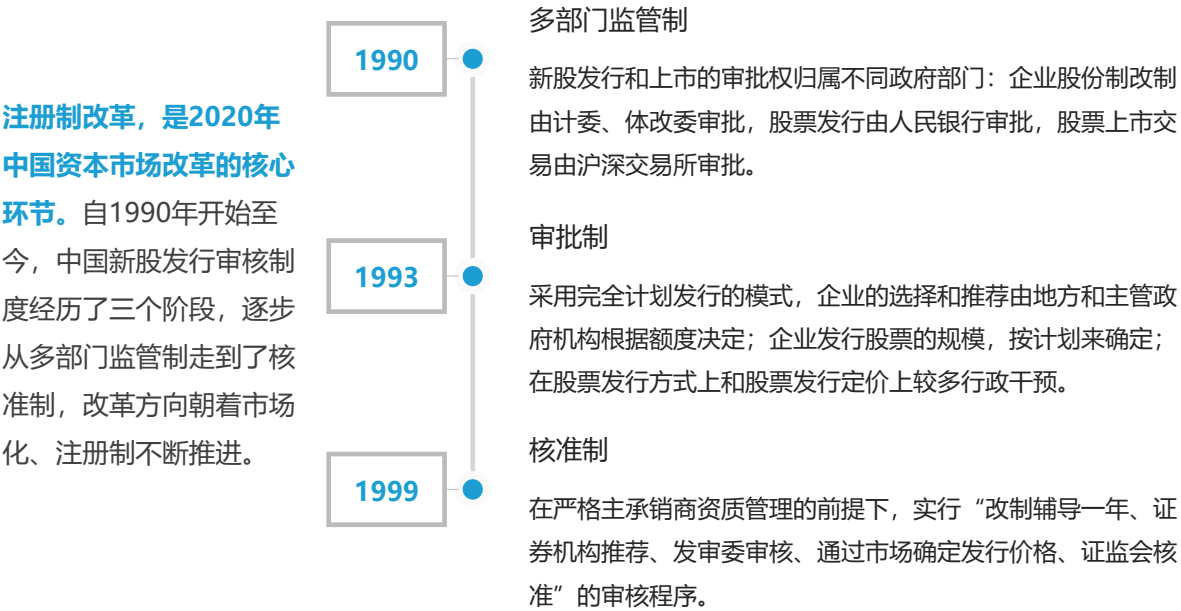 注册制改革，是2020年
中国资本市场改革的核心
环节。自1990年开始至
今，中国新股发行审核制
度经历了三个阶段，逐步
从多部门监管制走到了核
准制，改革方向朝着市场
化、注册制不断推进。
1990
多部门监管制
新股发行和上市的审批权归属不同政府部门：企业股份制改制
由计委、体改委审批，股票发行由人民银行审批，股票上市交
易由沪深交易所审批。
1993
审批制
采用完全计划发行的模式，企业的选择和推荐由地方和主管政
府机构根据额度决定；企业发行股票的规模，按计划来确定；
在股票发行方式上和股票发行定价上较多行政干预。
1999
核准制
在严格主承销商资质管理的前提下，实行“改制辅导一年、证
券机构推荐、发审委审核、通过市场确定发行价格、证监会核
准”的审核程序。